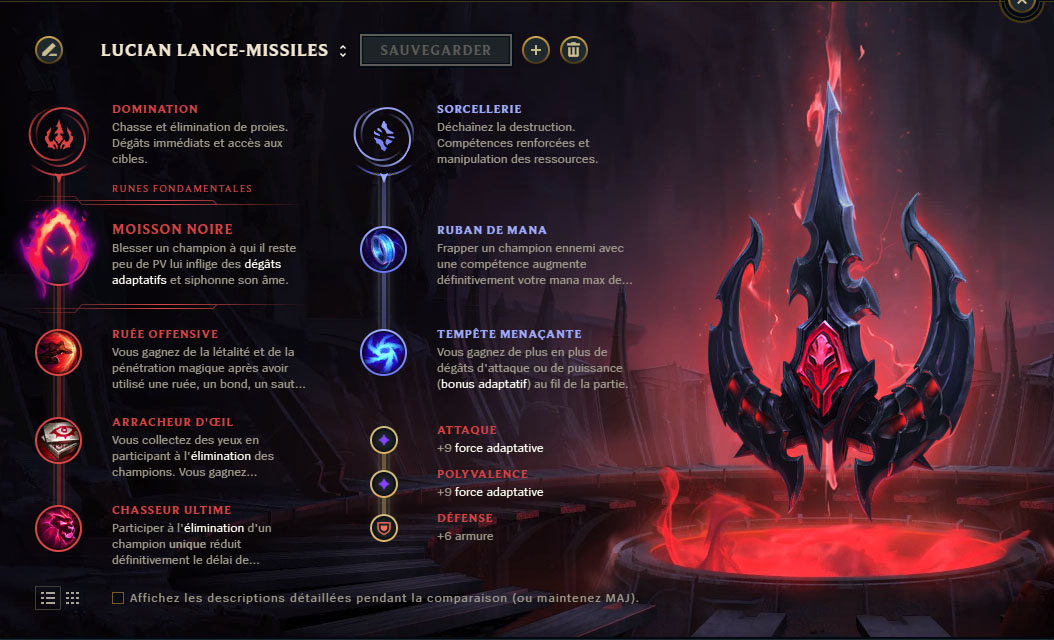 LUCIAN LANCE-MISSILES
SAUVEGARDER
DOMINATION
Chasse et élimination de proies.
Dégâts immédiats et accès aux
cibles.
RUNES FONDAMENTALES
MOISSON NOIRE
Blesser un champion à qui il reste
peu de PV lui inflige des dégâts
adaptatifs et siphonne son âme.
RUÉE OFFENSIVE
Vous gagnez de la létalité et de la
pénétration magique après avoir
utilisé une ruée, un bond, un saut...
ARRACHEUR D'ŒIL
Vous collectez des yeux en
participant à l'élimination des
champions. Vous gagnez...
CHASSEUR ULTIME
Participer à l'élimination d'un
champion unique réduit
définitivement le délai de...
SORCELLERIE
Déchaînez la destruction.
Compétences renforcées et
manipulation des ressources.
RUBAN DE MANA
Frapper un champion ennemi avec
une compétence augmente
définitivement votre mana max de...
TEMPÊTE MENAÇANTE
Vous gagnez de plus en plus de
dégâts d'attaque ou de puissance
(bonus adaptatif) au fil de la partie.
ATTAQUE
+9 force adaptative
POLYVALENCE
+9 force adaptative
DÉFENSE
+6 armure
Affichez les descriptions détaillées pendant la comparaison (ou maintenez MAJ).